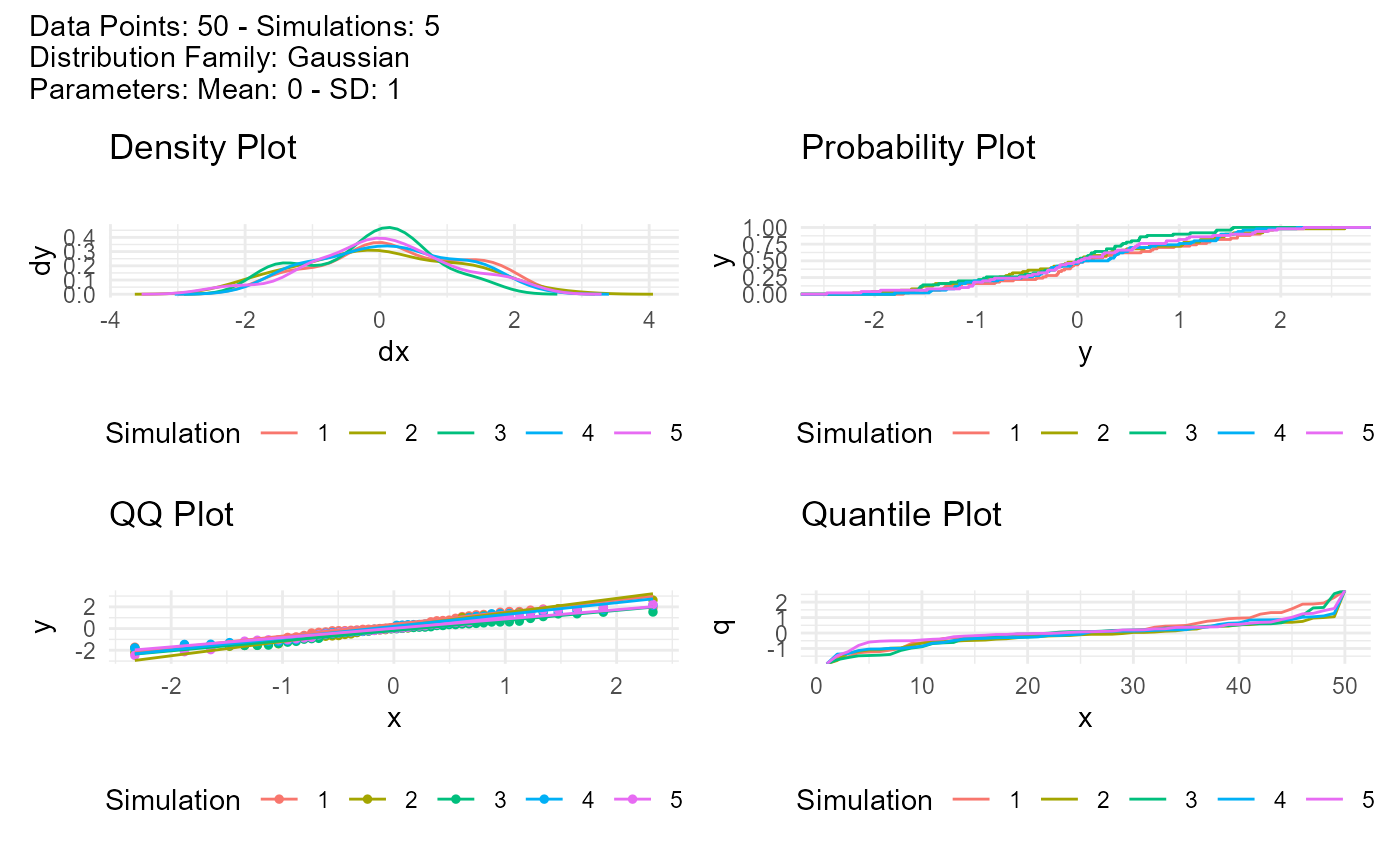 Data Points: 50 - Simulations: 5
Distribution Family: Gaussian
Parameters: Mean: 0 - SD: 1
Density Plot
dy
0.4
0.3
0.2
0.1
0.0
-4 -2 0 2 4
dx
Simulation 1 2 3 4 5
Probability Plot
y
1.00
0.75
0.50
0.25
0.00
-2 -1 0 1 2
y
Simulation 1 2 3 4 5
QQ Plot
y
2
0
-2
-2 -1 0 1 2
x
Simulation 1 2 3 4 5
Quantile Plot
q
2
1
0
-1
0 10 20 30 40 50
x
Simulation 1 2 3 4 5